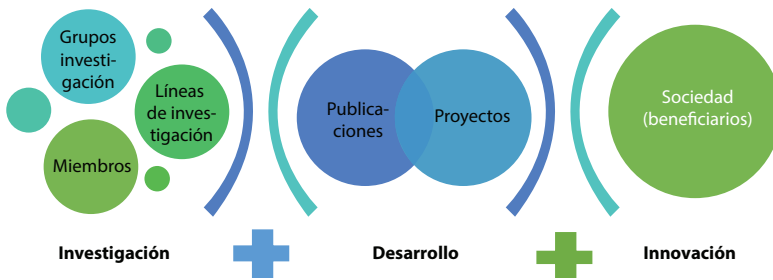 Grupos
investi-
gación
Líneas
de inves-
tigación
Miembros
Publica-
ciones
Proyectos
Sociedad
(beneficiarios)
Investigación
Desarrollo
Innovación